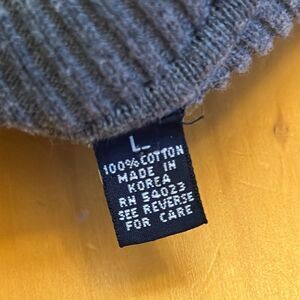 L
100% COTTON
MADE IN
KOREA
RN 54023
SEE REVERSE
FOR CARE